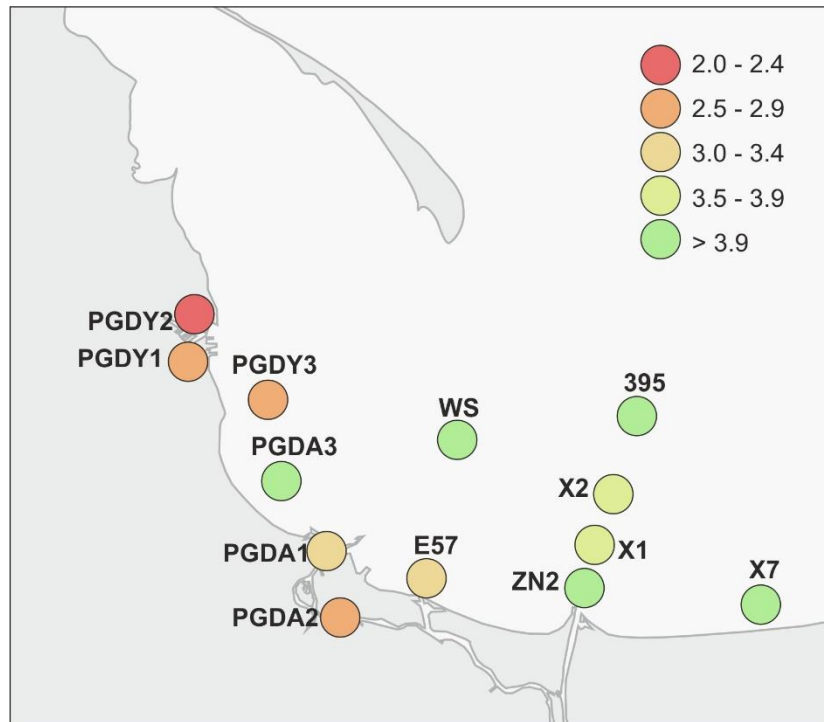 2.0 - 2.4
2.5 - 2.9
3.0 - 3.4
3.5 - 3.9
> 3.9
PGDY2
PGDY1
PGDY3
395
WS
PGDA3
X2
PGDA1
E57
X1
ZN2
X7
PGDA2